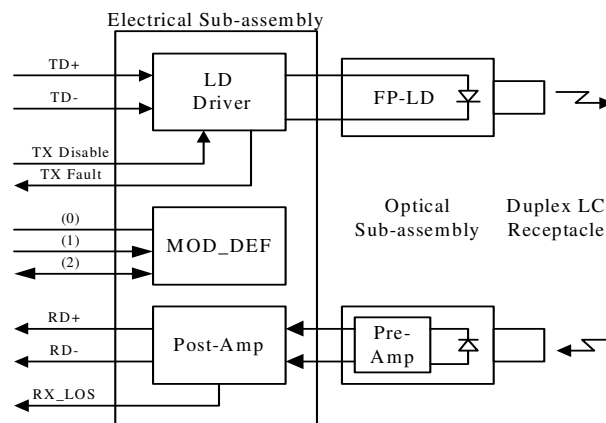 Electrical Sub-assembly
TD+
TD-
TX Disable
TX Fault
LD
Driver
FP-LD
(0)
(1)
(2)
MOD_DEF
Optical
Sub-assembly
Duplex LC
Receptacle
RD+
RD-
RX_LOS
Post-Amp
Pre-
Amp